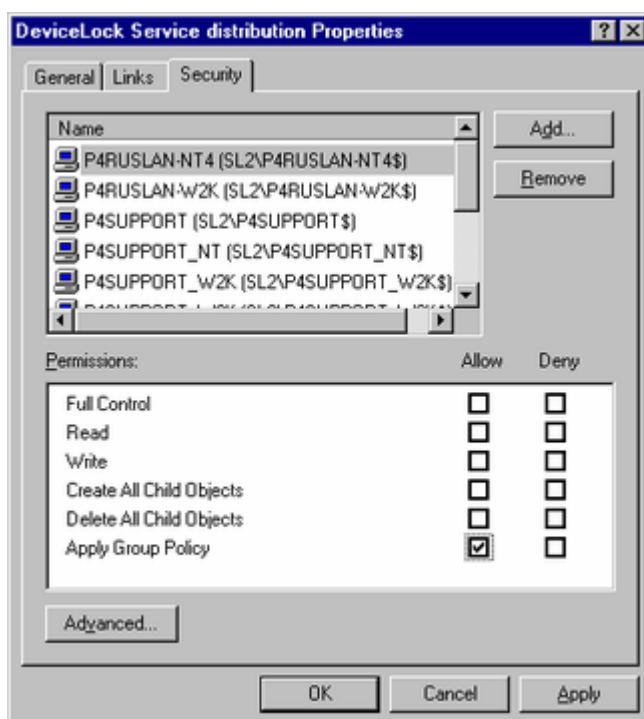 DeviceLock Service distribution Properties
General Links Security
Name
Add...
P4RUSLAN-NT4 (SL2\P4RUSLAN-NT4$)
P4RUSLAN-W2K (SL2\P4RUSLAN-W2K$)
Remove
P4SUPPORT (SL2\P4SUPPORT$)
P4SUPPORT_NT (SL2\P4SUPPORT_NT$)
P4SUPPORT_W2K (SL2\P4SUPPORT_W2K$)
Permissions: Allow Deny
Full Control
Read
Write
Create All Child Objects
Delete All Child Objects
Apply Group Policy
Advanced...
OK Cancel Apply